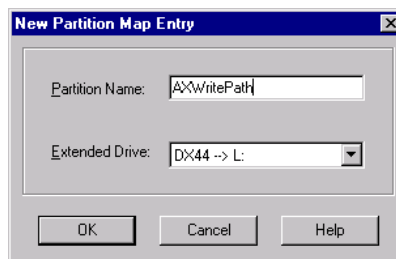 New Partition Map Entry
Partition Name: AXWritePath
Extended Drive: DX44 --> L:
OK Cancel Help